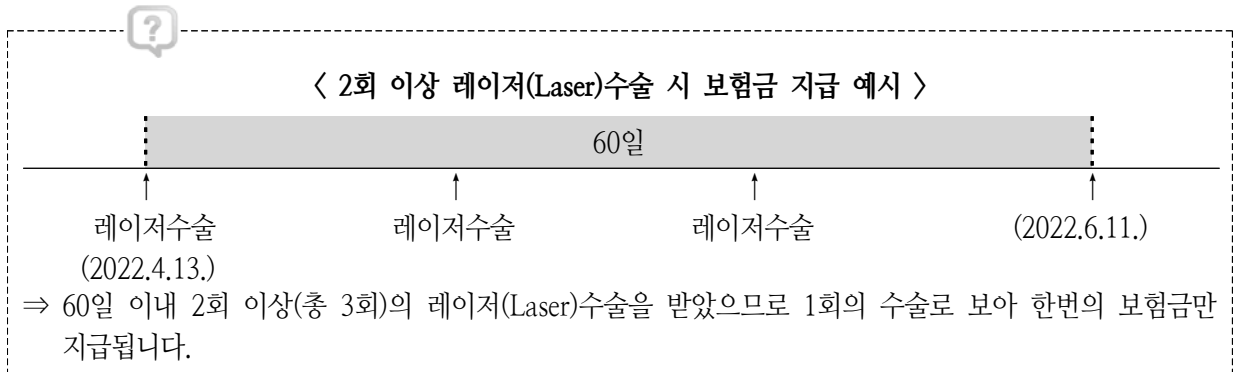 ?
〈 2회 이상 레이저(Laser)수술 시 보험금 지급 예시 〉
60일
레이저수술 레이저수술 레이저수술 (2022.6.11.)
(2022.4.13.)
⇒ 60일 이내 2회 이상(총 3회)의 레이저(Laser)수술을 받았으므로 1회의 수술로 보아 한번의 보험금만
지급됩니다.